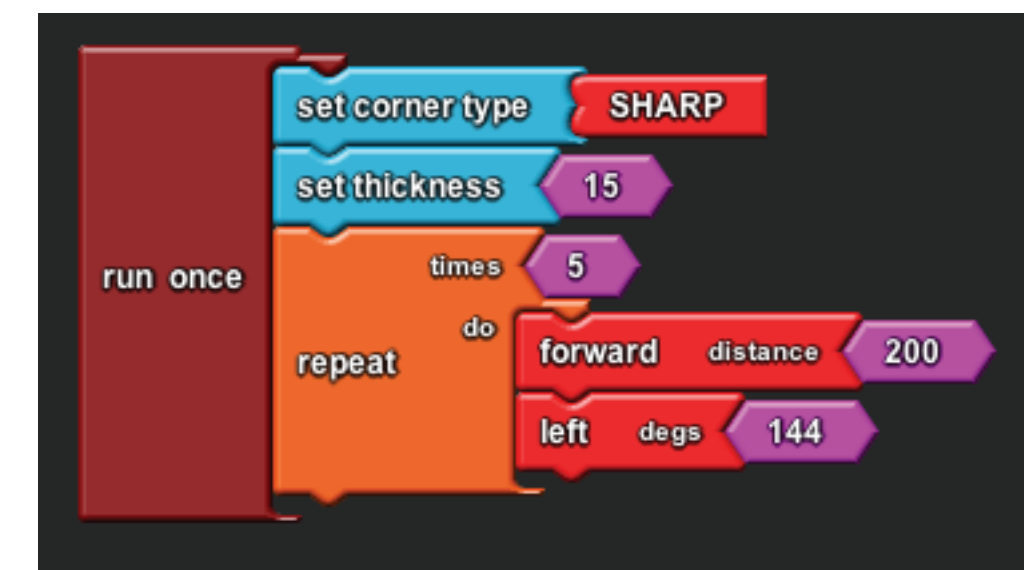 set corner type SHARP
set thickness 15
times 5
run once
do
forward distance 200
repeat
left degs 144